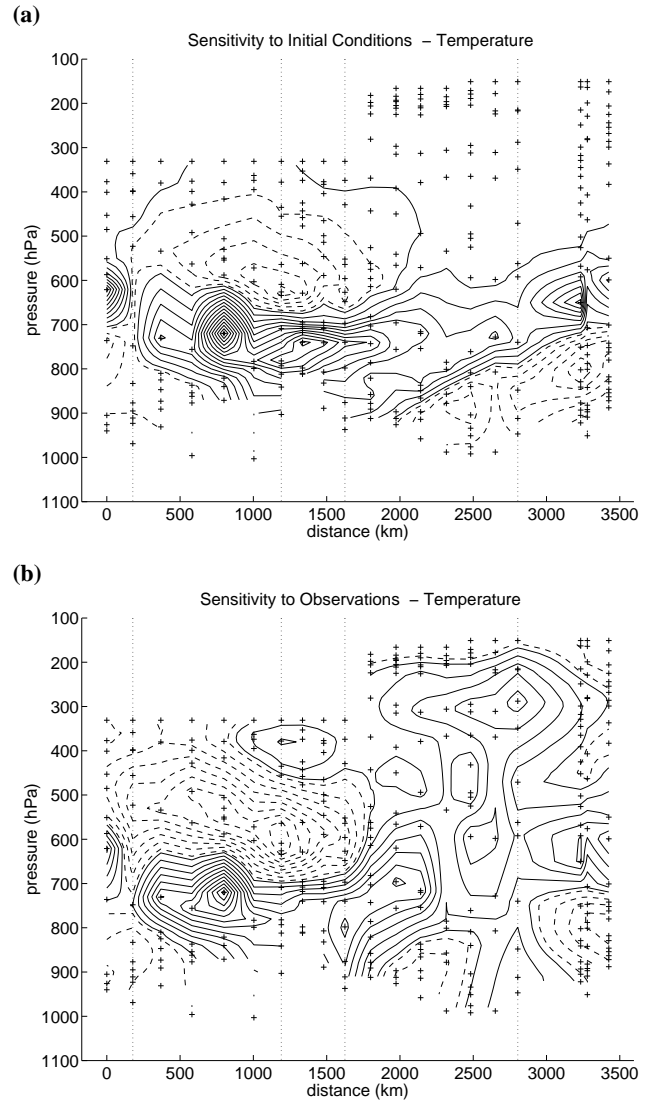 (a)
Sensitivity to Initial Conditions – Temperature
100
200
300
400
500
600
700
800
900
1000
1100
pressure (hPa)
0 500 1000 1500 2000 2500 3000 3500
distance (km)
(b)
Sensitivity to Observations – Temperature
100
200
300
400
500
600
700
800
900
1000
1100
pressure (hPa)
0 500 1000 1500 2000 2500 3000 3500
distance (km)